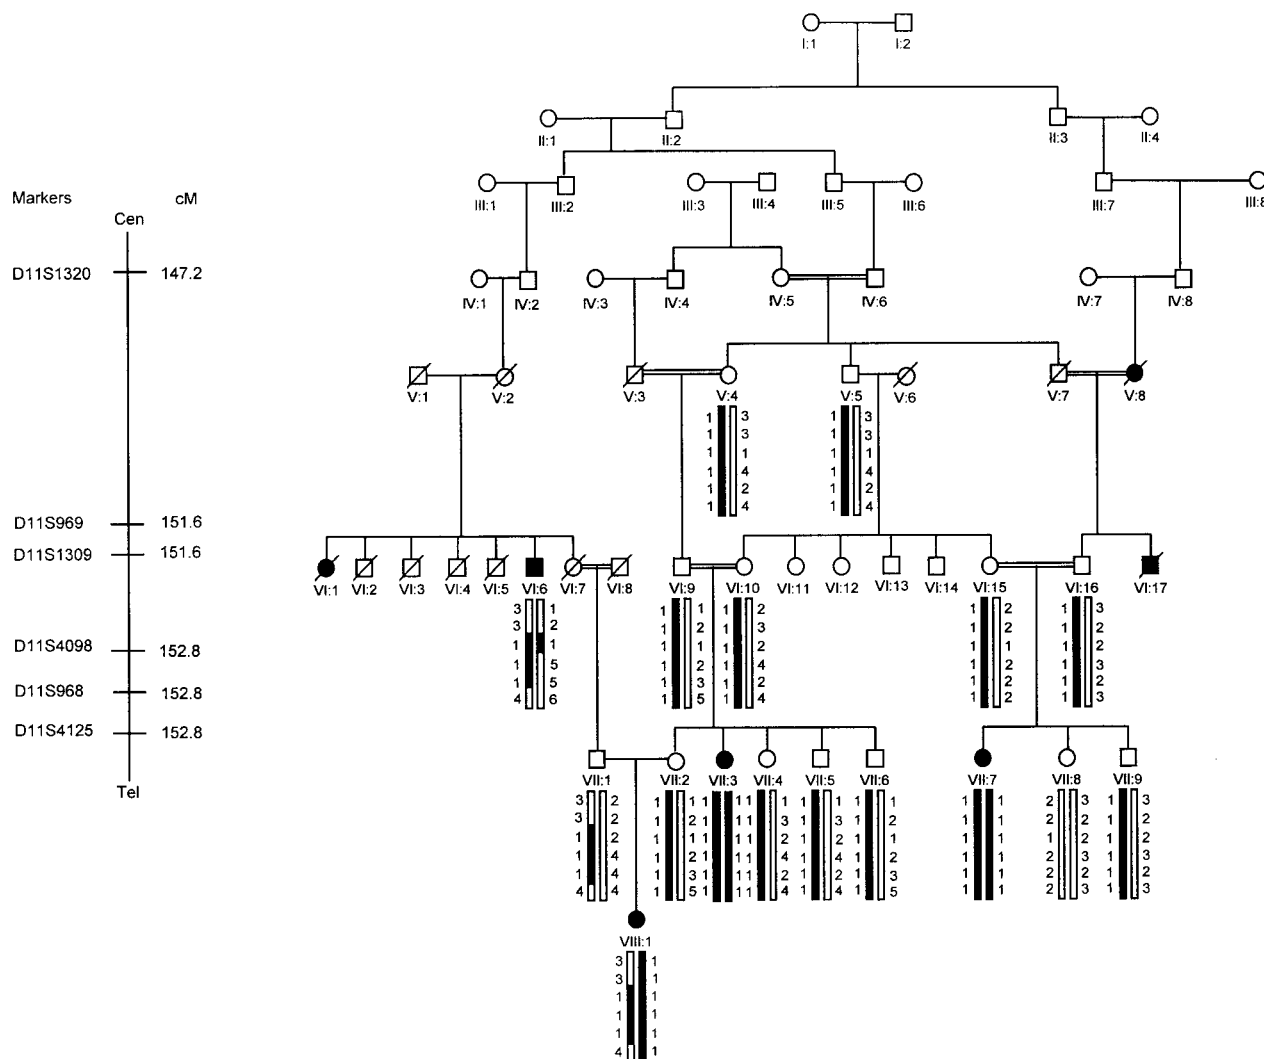 I:1 I:2
II:1 II:2 II:3 II:4
Markers cM
III:1 III:2 III:3 III:4 III:5 III:6 III:7 III:8
Cen
D11S1320 147.2
IV:1 IV:2 IV:3 IV:4 IV:5 IV:6 IV:7 IV:8
V:1 V:2 V:3 V:4 V:5 V:6 V:7 V:8
1 3 1 3
1 3 1 3
1 1 1 1
1 4 1 4
1 2 1 2
1 4 1 4
D11S969 151.6
D11S1309 151.6
VI:1 VI:2 VI:3 VI:4 VI:5 VI:6 VI:7 VI:8 VI:9 VI:10 VI:11 VI:12 VI:13 VI:14 VI:15 VI:16 VI:17
3 1 1 1 1 2 1 2 1 3
3 2 1 2 1 3 1 2 1 2
1 1 1 1 1 1 1 2 1 2
1 5 1 2 1 4 1 1 1 3
1 5 1 3 1 2 1 2 1 2
4 6 1 5 1 4 1 2 1 3
D11S4098 152.8
D11S968 152.8
D11S4125 152.8
Tel
VII:1 VII:2 VII:3 VII:4 VII:5 VII:6 VII:7 VII:8 VII:9
3 2 1 1 1 1 1 1 1 1 1 1 1 1 2 3 1 3
3 2 1 2 1 1 1 3 1 3 1 2 1 1 2 2 1 2
1 2 1 1 1 1 1 2 1 2 1 1 1 1 2 2 1 2
1 4 1 2 1 1 1 4 1 4 1 2 1 1 2 3 1 3
1 4 1 3 1 1 1 2 1 2 1 3 1 1 2 2 1 2
4 4 1 5 1 1 1 4 1 4 1 5 1 1 2 3 1 3
VIII:1
3 1
3 1
1 1
1 1
1 1
4 1